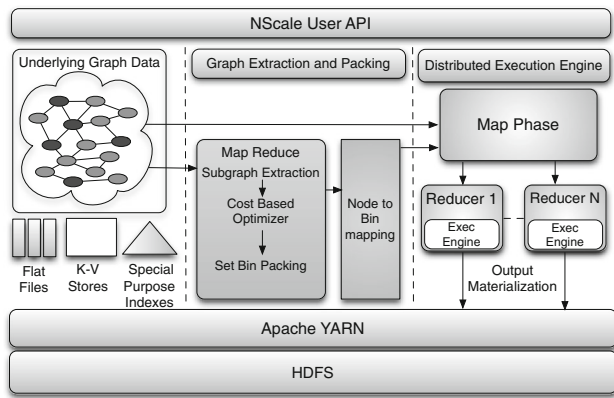 NScale User API
Underlying Graph Data
Graph Extraction and Packing
Distributed Execution Engine
Map Phase
Map Reduce
Subgraph Extraction
Cost Based
Optimizer
Set Bin Packing
Node to
Bin
mapping
Reducer 1
Exec
Engine
Reducer N
Exec
Engine
Flat
Files
K-V
Stores
Special
Purpose
Indexes
Output
Materialization
Apache YARN
HDFS